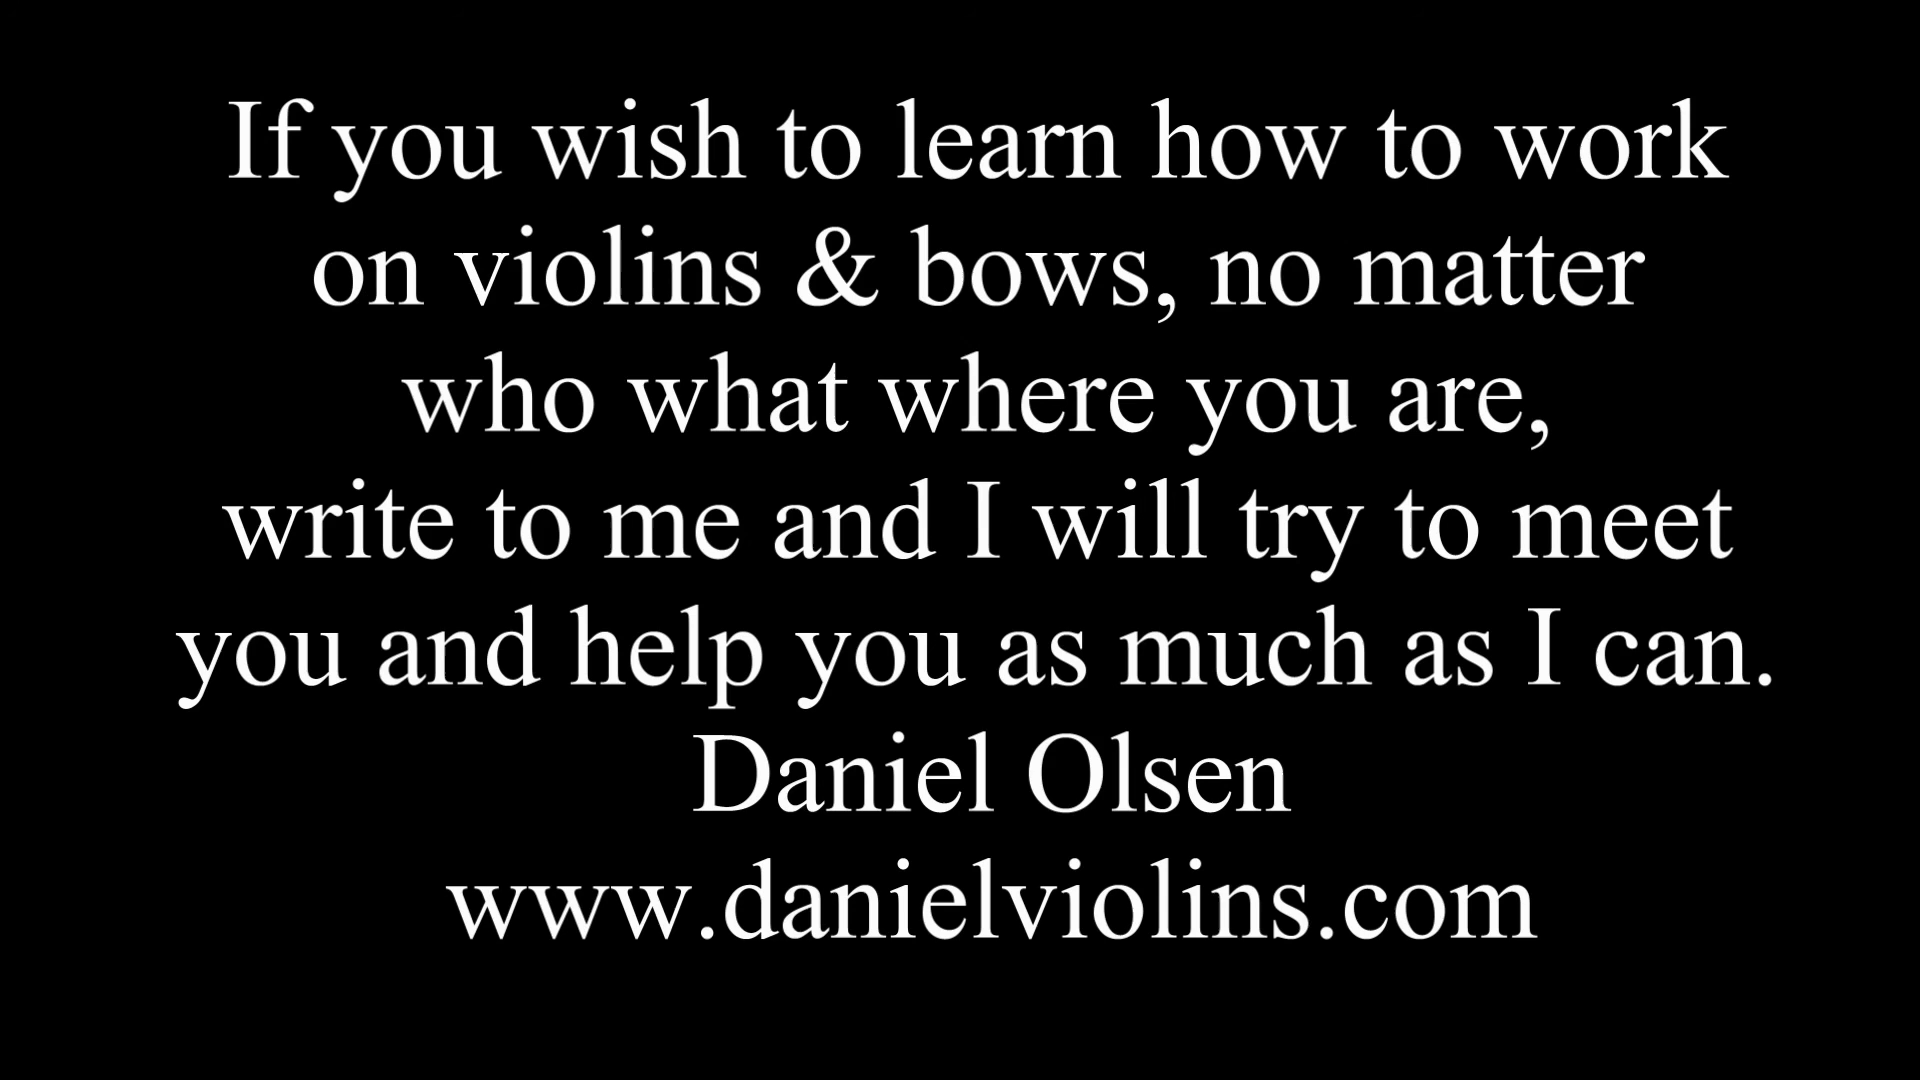 If you wish to learn how to work
on violins & bows, no matter
who what where you are,
write to me and I will try to meet
you and help you as much as I can.
Daniel Olsen
www.danielviolins.com